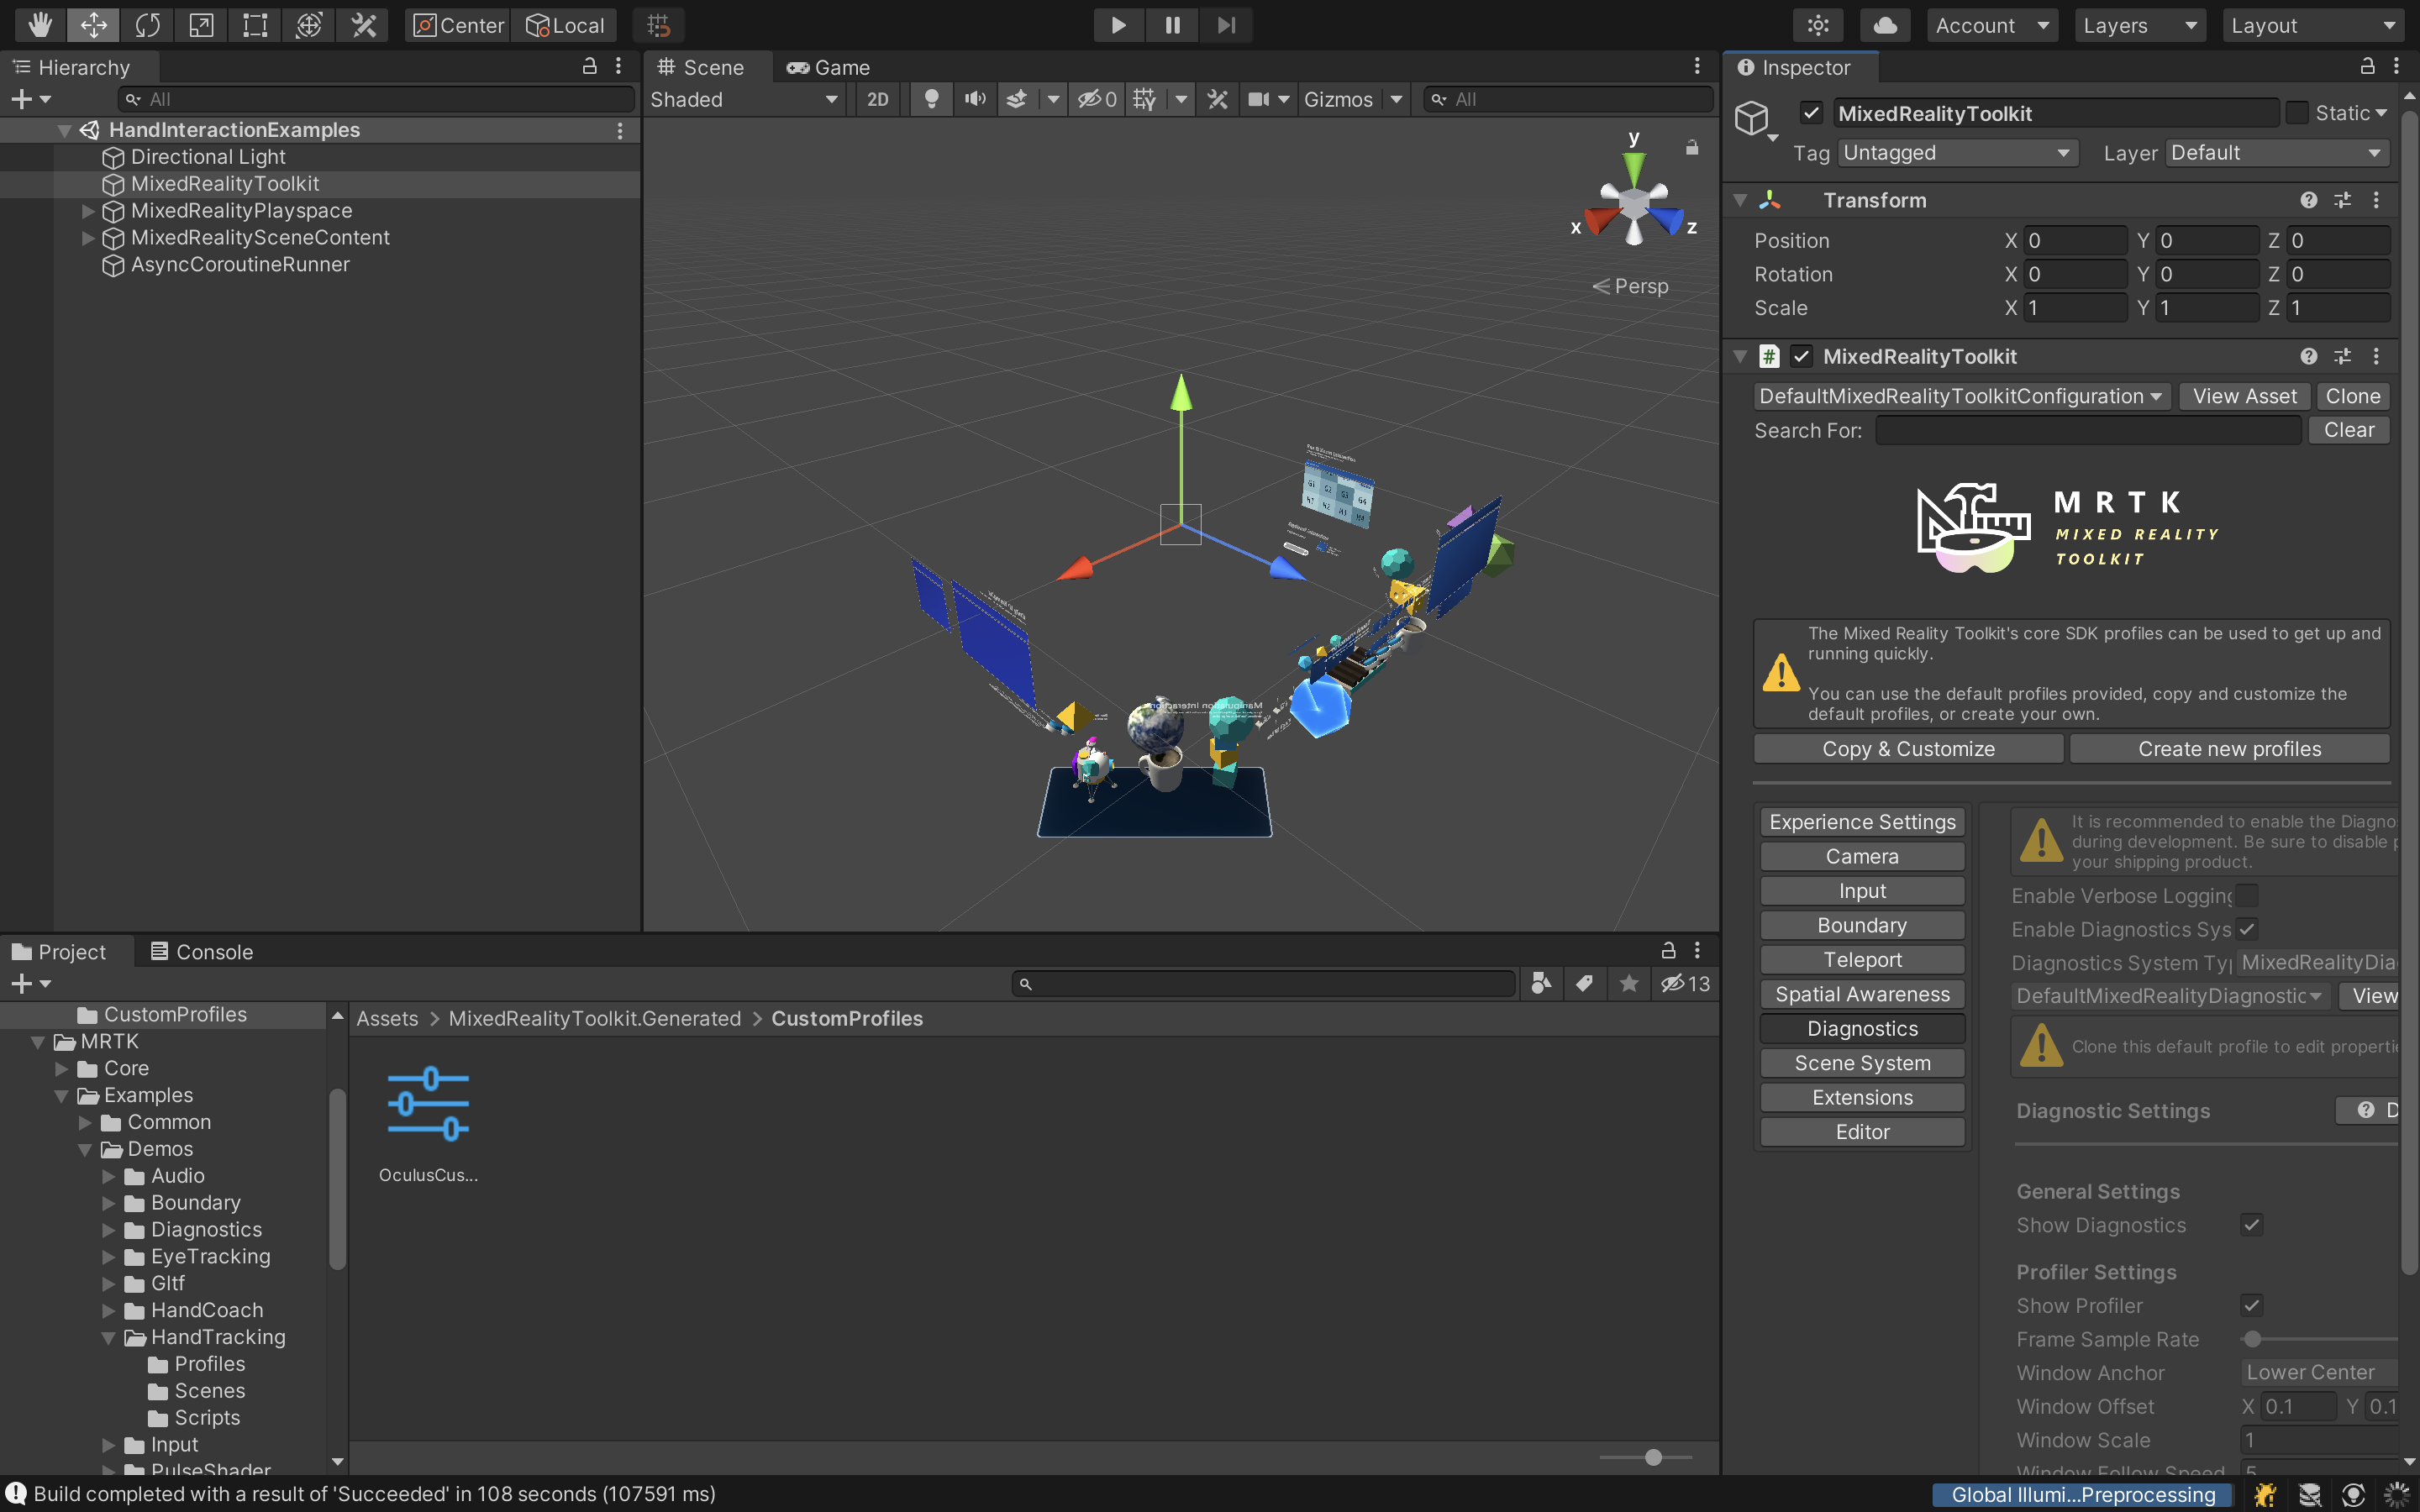 Center
Local
Account
Layers
Layout
Hierarchy
All
HandInteractionExamples
Directional Light
MixedRealityToolkit
MixedRealityPlayspace
MixedRealitySceneContent
AsyncCoroutineRunner
Scene
Game
Shaded
2D
0
Gizmos
All
y
x
z
Persp
Inspector
MixedRealityToolkit
Static
Tag Untagged
Layer Default
Transform
Position X 0 Y 0 Z 0
Rotation X 0 Y 0 Z 0
Scale X 1 Y 1 Z 1
# MixedRealityToolkit
DefaultMixedRealityToolkitConfiguration View Asset Clone
Search For: Clear
MRTK
MIXED REALITY
TOOLKIT
The Mixed Reality Toolkit's core SDK profiles can be used to get up and
running quickly.
You can use the default profiles provided, copy and customize the
default profiles, or create your own.
Copy & Customize
Create new profiles
Experience Settings
Camera
Input
Boundary
Teleport
Spatial Awareness
Diagnostics
Scene System
Extensions
Editor
It is recommended to enable the Diagno
during development. Be sure to disable p
your shipping product.
Enable Verbose Logging
Enable Diagnostics Sys
Diagnostics System Ty MixedRealityDia
DefaultMixedRealityDiagnostic View
Clone this default profile to edit properti
Diagnostic Settings
General Settings
Show Diagnostics
Profiler Settings
Show Profiler
Frame Sample Rate
Window Anchor Lower Center
Window Offset X 0.1 Y 0.1
Window Scale 1
Window Follow Speed 5
Project
Console
13
CustomProfiles
MRTK
Core
Examples
Common
Demos
Audio
Boundary
Diagnostics
EyeTracking
Gltf
HandCoach
HandTracking
Profiles
Scenes
Scripts
Input
PulseShader
Assets > MixedRealityToolkit.Generated > CustomProfiles
OculusCus...
Build completed with a result of 'Succeeded' in 108 seconds (107591 ms)
Global Illumi...Preprocessing